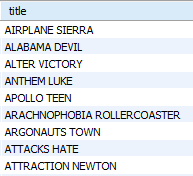 title
AIRPLANE SIERRA
ALABAMA DEVIL
ALTER VICTORY
ANTHEM LUKE
APOLLO TEEN
ARACHNOPHOBIA ROLLERCOASTER
ARGONAUTS TOWN
ATTACKS HATE
ATTRACTION NEWTON